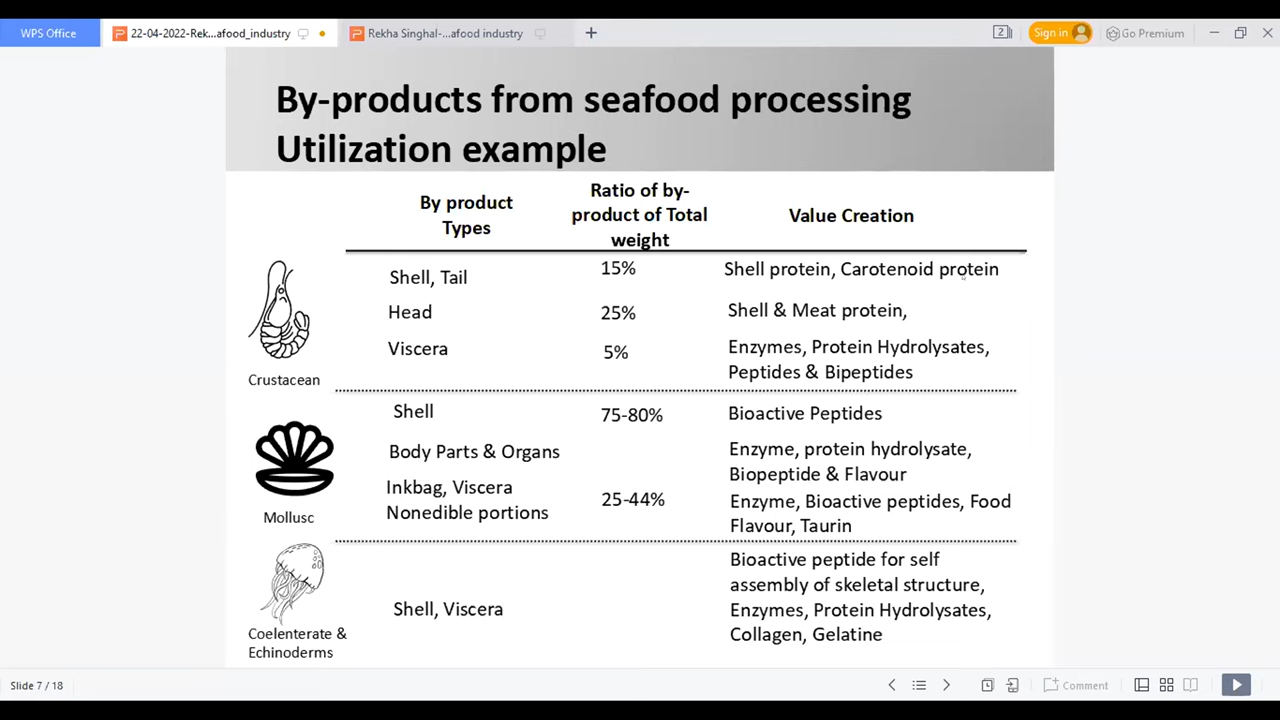 WPS Office
22-04-2022-Rek...afood_industry
Rekha Singhal-...afood industry
2
Sign in
Go Premium
By-products from seafood processing
Utilization example
By product
Types
Ratio of by-
product of Total
weight
Value Creation
Shell, Tail
15%
Shell protein, Carotenoid protein
Head
25%
Shell & Meat protein,
Viscera
5%
Enzymes, Protein Hydrolysates,
Peptides & Bipeptides
Crustacean
Shell
75-80%
Bioactive Peptides
Body Parts & Organs
Enzyme, protein hydrolysate,
Biopeptide & Flavour
Inkbag, Viscera
Nonedible portions
25-44%
Enzyme, Bioactive peptides, Food
Flavour, Taurin
Mollusc
Shell, Viscera
Bioactive peptide for self
assembly of skeletal structure,
Enzymes, Protein Hydrolysates,
Collagen, Gelatine
Coelenterate &
Echinoderms
Slide 7 / 18
Comment